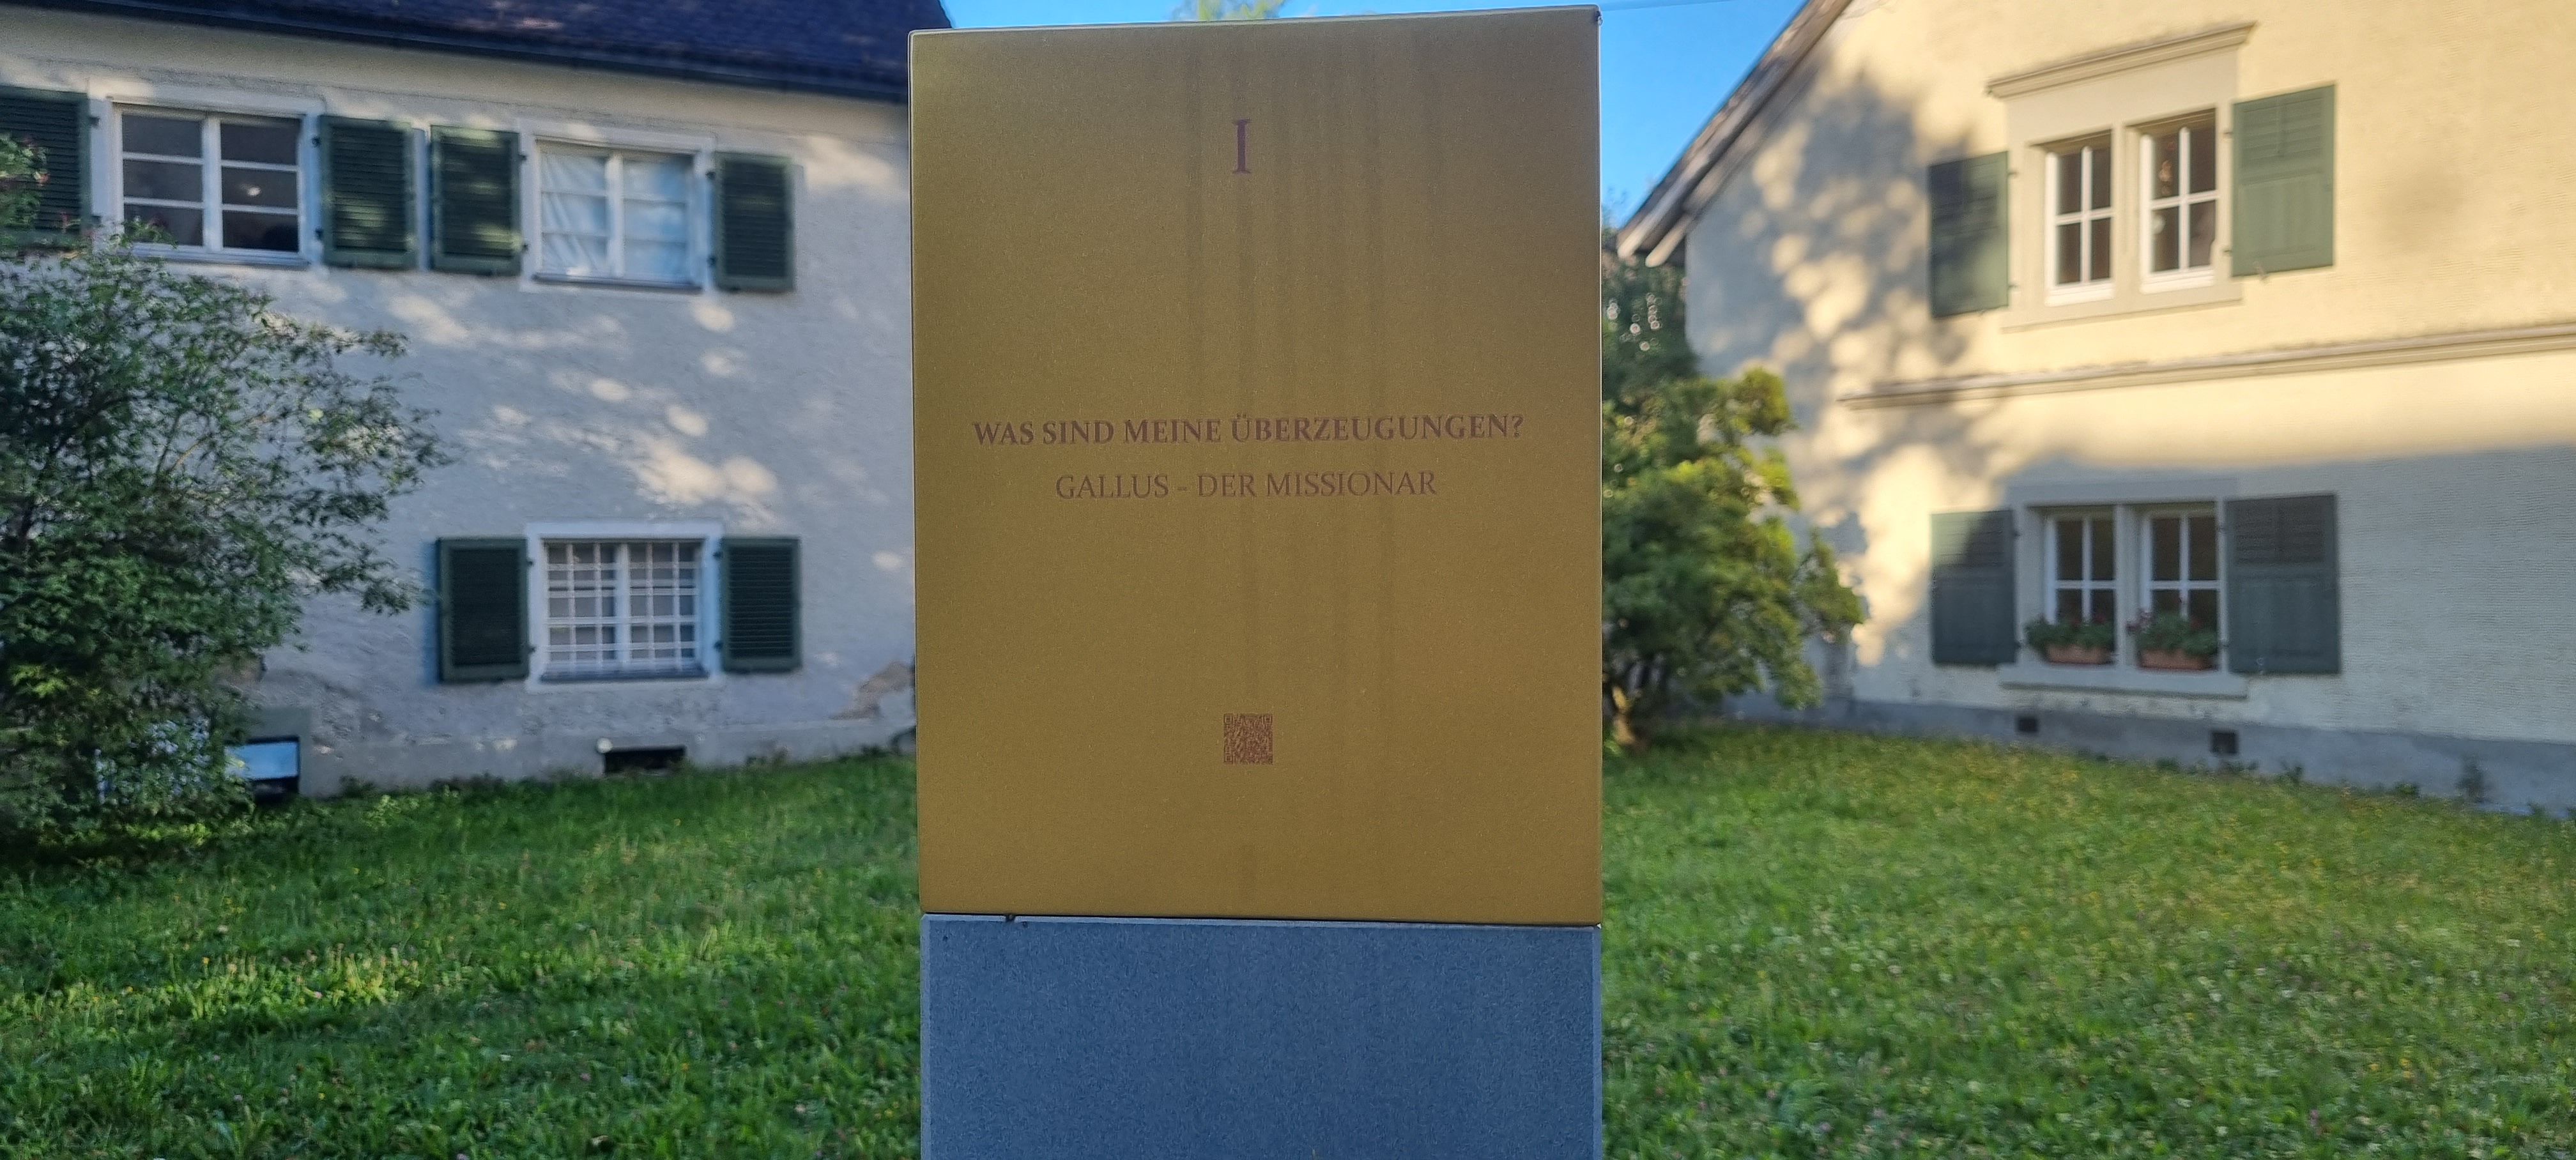 I
WAS SIND MEINE ÜBERZEUGUNGEN?
GALLUS - DER MISSIONAR